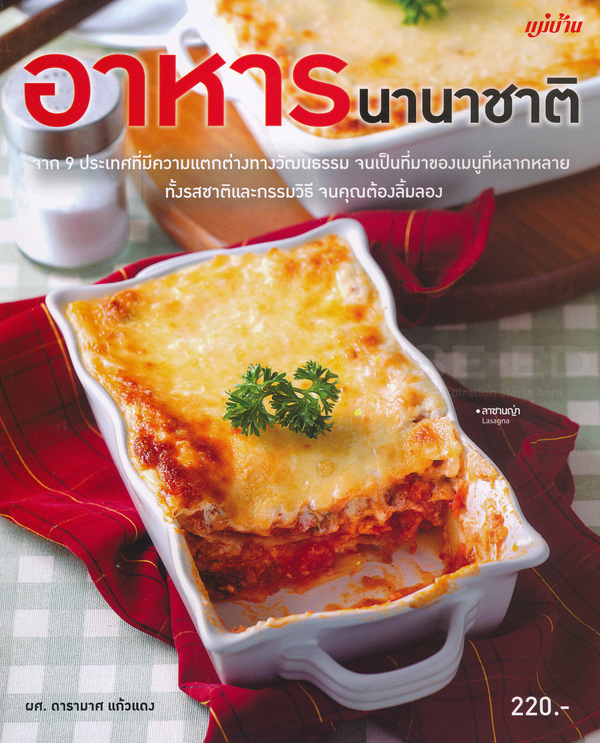 แม่บ้าน
อาหารนานาชาติ
จาก 9 ประเทศที่มีความแตกต่างทางวัฒนธรรม จนเป็นที่มาของเมนูที่หลากหลาย
ทั้งรสชาติและกรรมวิธี จนคุณต้องลิ้มลอง
SE-ED
inspiration starts here
• ลาซานญ่า
Lasagna
ผศ. ดารามาศ แก้วแดง
220.-